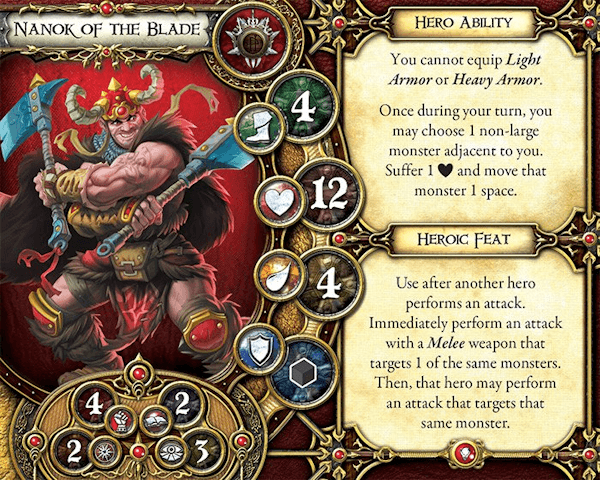 NANOK OF THE BLADE
4
12
4
4
2
2
3
HERO ABILITY
You cannot equip Light
Armor or Heavy Armor.
Once during your turn, you
may choose 1 non-large
monster adjacent to you.
Suffer 1 ♥ and move that
monster 1 space.
HEROIC FEAT
Use after another hero
performs an attack.
Immediately perform an attack
with a Melee weapon that
targets 1 of the same monsters.
Then, that hero may perform
an attack that targets that
same monster.